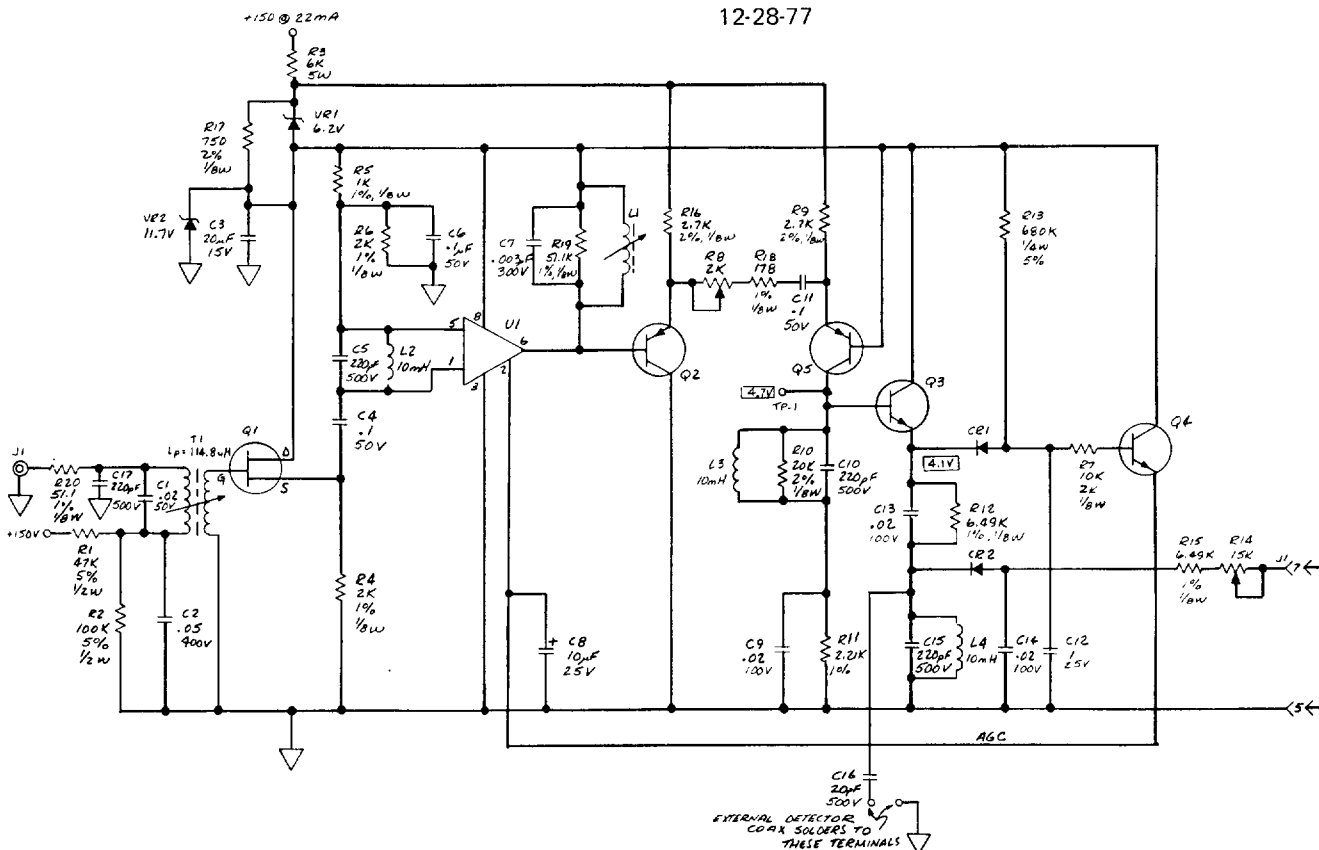 12-28-77
+150 @ 22mA
R3
6K
5W
R17
750
2%
1/8W
VR1
6.2V
VR2
11.7V
C3
20µF
15V
R5
1K
1%, 1/8W
R6
2K
1%
1/8W
C6
.1µF
50V
C7
.003µF
300V
R19
51.1K
1%, 1/8W
L1
R16
2.7K
2%, 1/8W
R9
2.7K
2%, 1/8W
R13
680K
1/4W
5%
R8
2K
R18
178
1%
1/8W
C11
.1
50V
C5
220pF
500V
L2
10mH
5
1
U1
8
6
2
3
Q2
Q5
Q3
Q4
4.7V
TP-1
C4
.1
50V
J1
R20
51.1
1%
1/8W
C17
220pF
500V
C1
.02
50V
T1
Lp=114.8uH
Q1
D
G
S
+150V
R1
47K
5%
1/2W
R2
100K
5%
1/2W
C2
.05
400V
R4
2K
1%
1/8W
C8
+
10µF
25V
L3
10mH
R10
20K
2%
1/8W
C10
220pF
500V
CR1
4.1V
R7
10K
2%
1/8W
C13
.02
100V
R12
6.49K
1%, 1/8W
CR2
R15
6.49K
1%
1/8W
R14
15K
J1
7
C9
.02
100V
R11
2.21K
1%
C15
220pF
500V
L4
10mH
C14
.02
100V
C12
1
25V
5
AGC
C16
20pF
500V
EXTERNAL DETECTOR
COAX SOLDERS TO
THESE TERMINALS